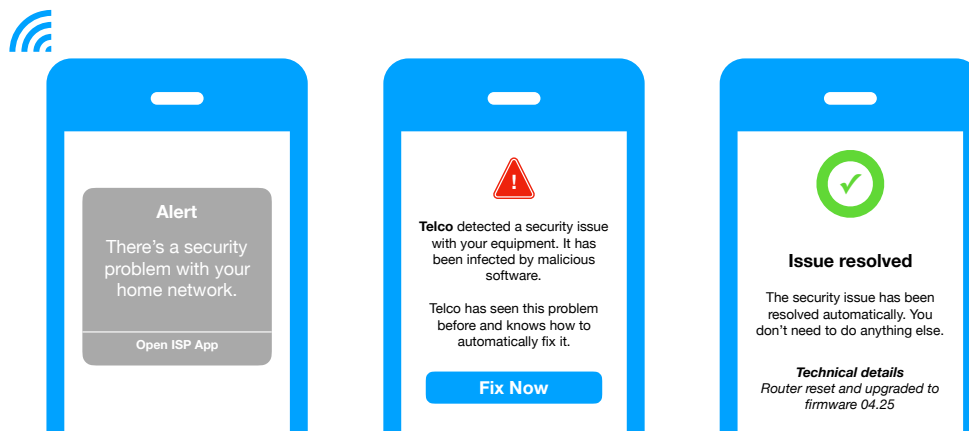 Alert
There's a security
problem with your
home network.
Open ISP App
!
Telco detected a security issue
with your equipment. It has
been infected by malicious
software.
Telco has seen this problem
before and knows how to
automatically fix it.
Fix Now
Issue resolved
The security issue has been
resolved automatically. You
don't need to do anything else.
Technical details
Router reset and upgraded to
firmware 04.25